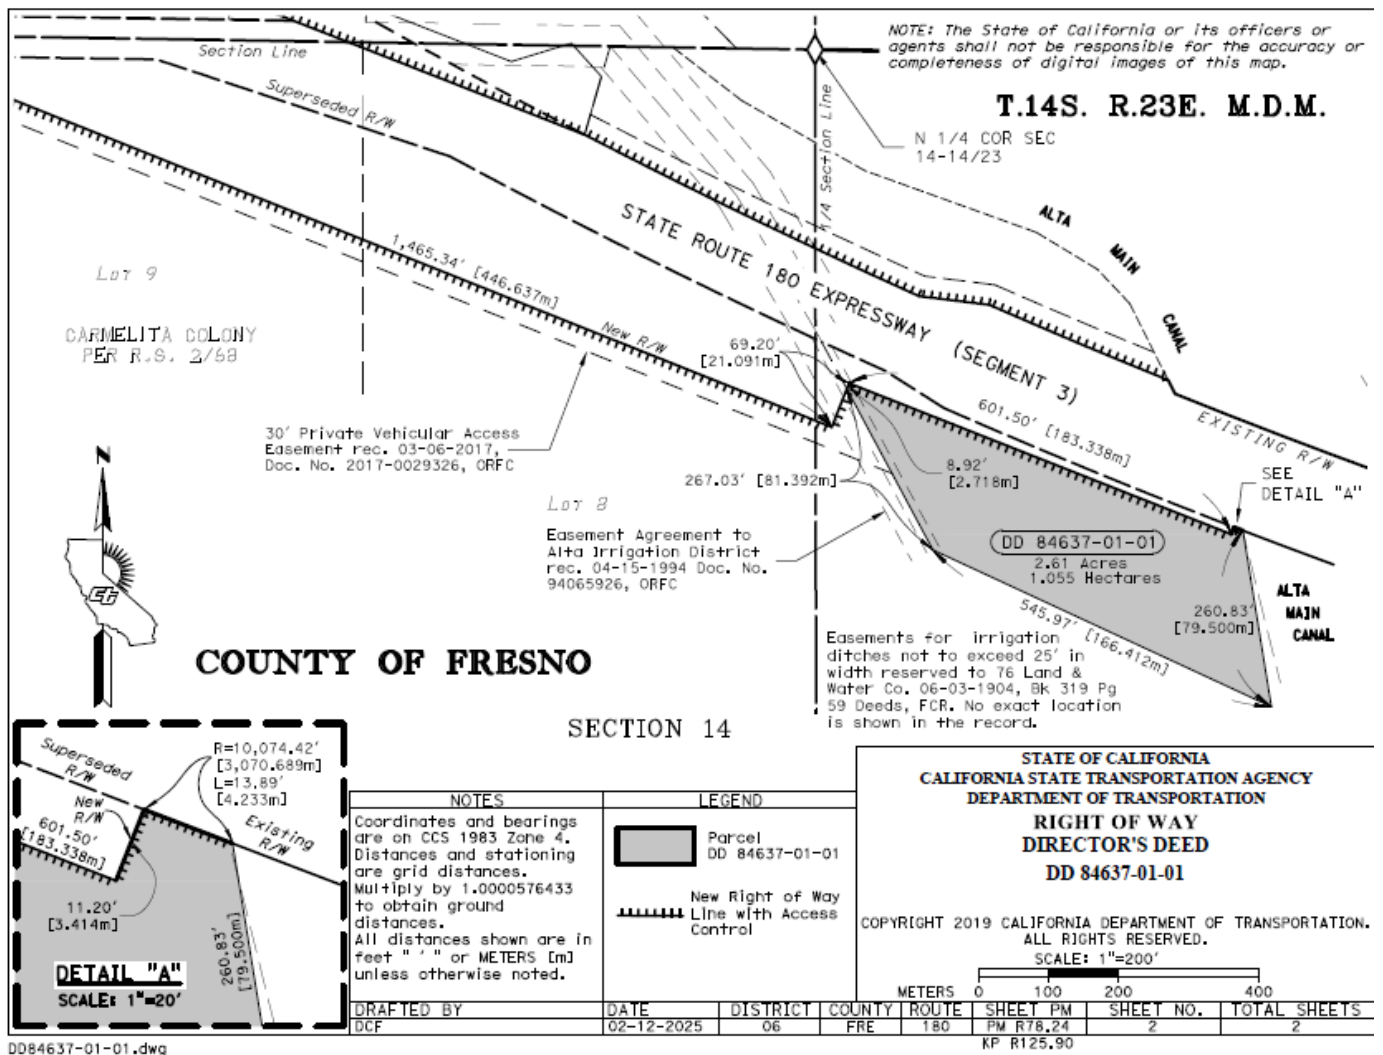 NOTE: The State of California or its officers or
agents shall not be responsible for the accuracy or
completeness of digital images of this map.
Section Line
T.14S. R.23E. M.D.M.
Superseded R/W
N 1/4 COR SEC
14-14/23
1/4 Section Line
ALTA
MAIN
CANAL
STATE ROUTE 180 EXPRESSWAY (SEGMENT 3)
1,465.34' [446.637m]
Lot 9
CARMELITA COLONY
PER R.S. 2/68
New R/W
69.20'
[21.091m]
601.50' [183.338m]
EXISTING R/W
30' Private Vehicular Access
Easement rec. 03-06-2017,
Doc. No. 2017-0029326, ORFC
267.03' [81.392m]
8.92'
[2.718m]
SEE
DETAIL "A"
N
Lot 8
Easement Agreement to
Alta Irrigation District
rec. 04-15-1994 Doc. No.
94065926, ORFC
DD 84637-01-01
2.61 Acres
1.055 Hectares
ct
545.97' [166.412m]
260.83'
[79.500m]
ALTA
MAIN
CANAL
Easements for irrigation
ditches not to exceed 25' in
width reserved to 76 Land &
Water Co. 06-03-1904, Bk 319 Pg
59 Deeds, FCR. No exact location
is shown in the record.
COUNTY OF FRESNO
SECTION 14
Superseded
R/W
R=10,074.42'
[3,070.689m]
L=13.89'
[4.233m]
New
R/W
601.50'
[183.338m]
Existing
R/W
11.20'
[3.414m]
260.83'
[79.500m]
DETAIL "A"
SCALE: 1"=20'
NOTES
Coordinates and bearings
are on CCS 1983 Zone 4.
Distances and stationing
are grid distances.
Multiply by 1.0000576433
to obtain ground
distances.
All distances shown are in
feet " ' " or METERS [m]
unless otherwise noted.
LEGEND
Parcel
DD 84637-01-01
New Right of Way
Line with Access
Control
STATE OF CALIFORNIA
CALIFORNIA STATE TRANSPORTATION AGENCY
DEPARTMENT OF TRANSPORTATION
RIGHT OF WAY
DIRECTOR'S DEED
DD 84637-01-01
COPYRIGHT 2019 CALIFORNIA DEPARTMENT OF TRANSPORTATION.
ALL RIGHTS RESERVED.
SCALE: 1"=200'
METERS 0 100 200 400
DRAFTED BY DATE DISTRICT COUNTY ROUTE SHEET PM SHEET NO. TOTAL SHEETS
DCF 02-12-2025 06 FRE 180 PM R78.24 2 2
KP R125.90
DD84637-01-01.dwg